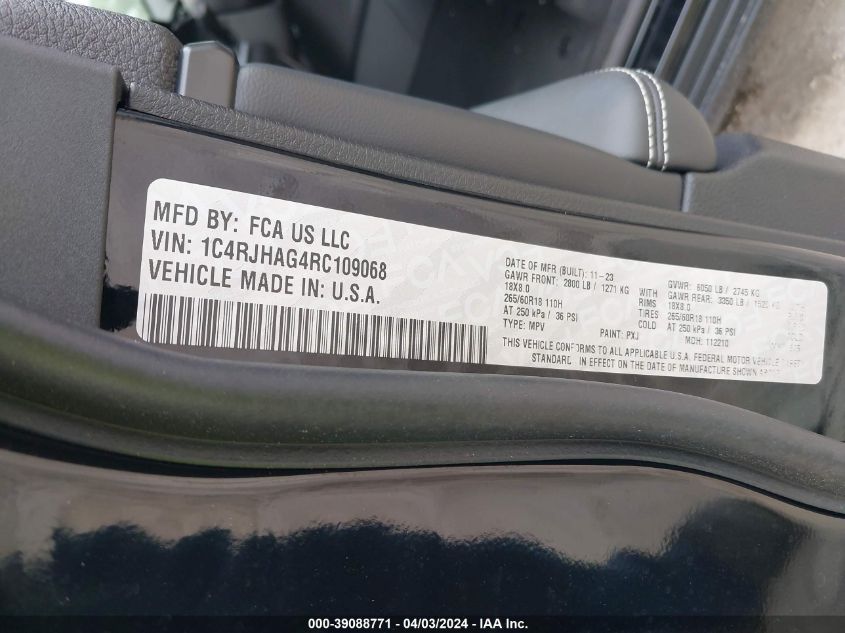 MFD BY: FCA US LLC
VIN: 1C4RJHAG4RC109068
VEHICLE MADE IN: U.S.A.
DATE OF MFR (BUILT): 11-23
GAWR FRONT: 2800 LB / 1271 KG WITH
18X8.0 RIMS
265/60R18 110H TIRES
AT 250 kPa / 36 PSI COLD
TYPE: MPV PAINT: PXJ
GVWR: 6050 LB / 2745 KG
GAWR REAR: 3350 LB / KG
18X8.0
265/60R18 110H
AT 250 kPa / 36 PSI
MDH: 112210
THIS VEHICLE CONFORMS TO ALL APPLICABLE U.S.A. FEDERAL MOTOR VEHICLE
STANDARD IN EFFECT ON THE DATE OF MANUFACTURE SHOWN
000-39088771 - 04/03/2024 - IAA Inc.